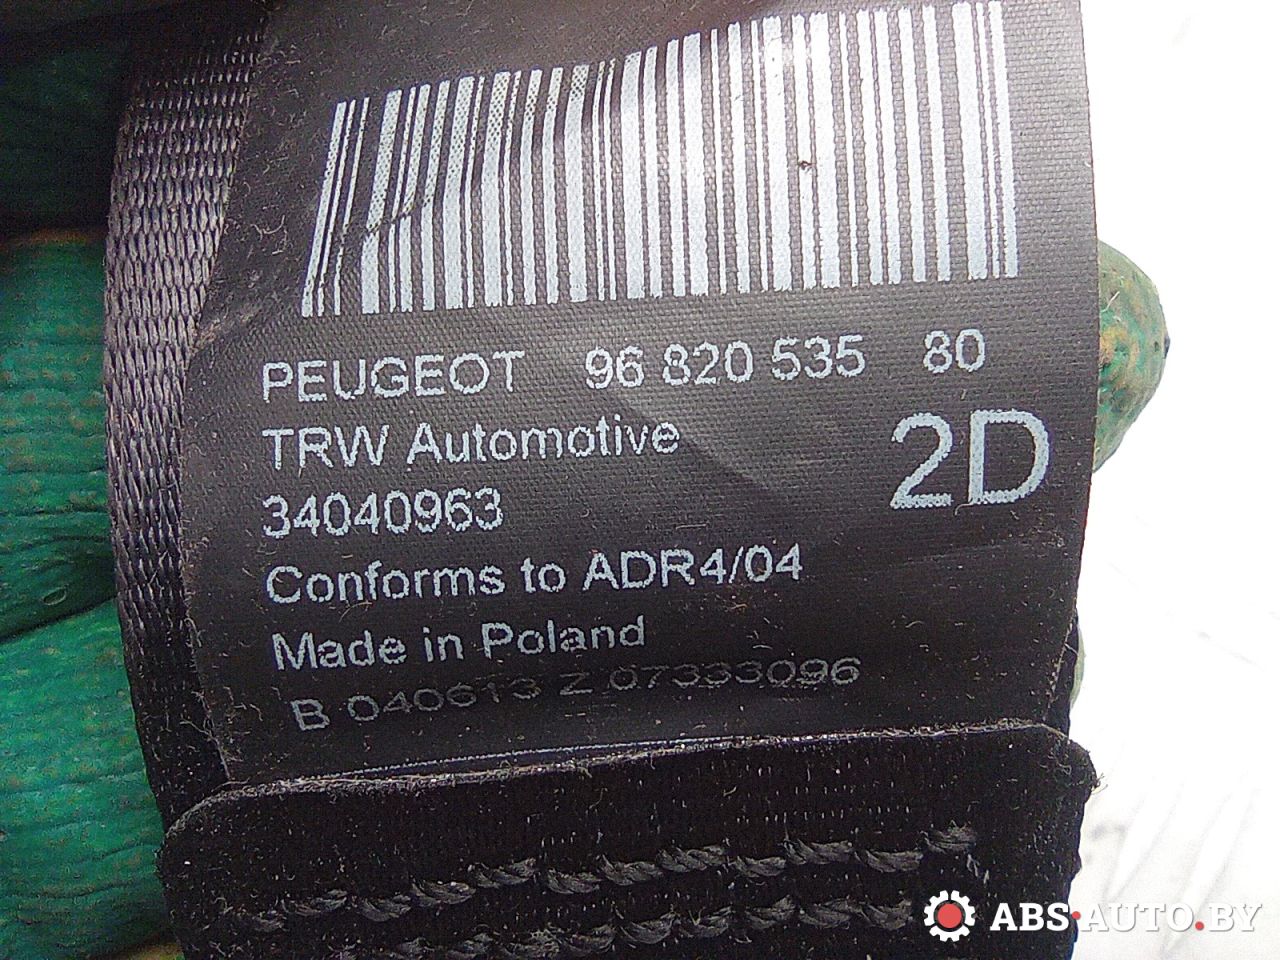 PEUGEOT 96 820 535 80
TRW Automotive 2D
34040963
Conforms to ADR4/04
Made in Poland
B 040613 Z 07333096
ABS-AUTO.BY